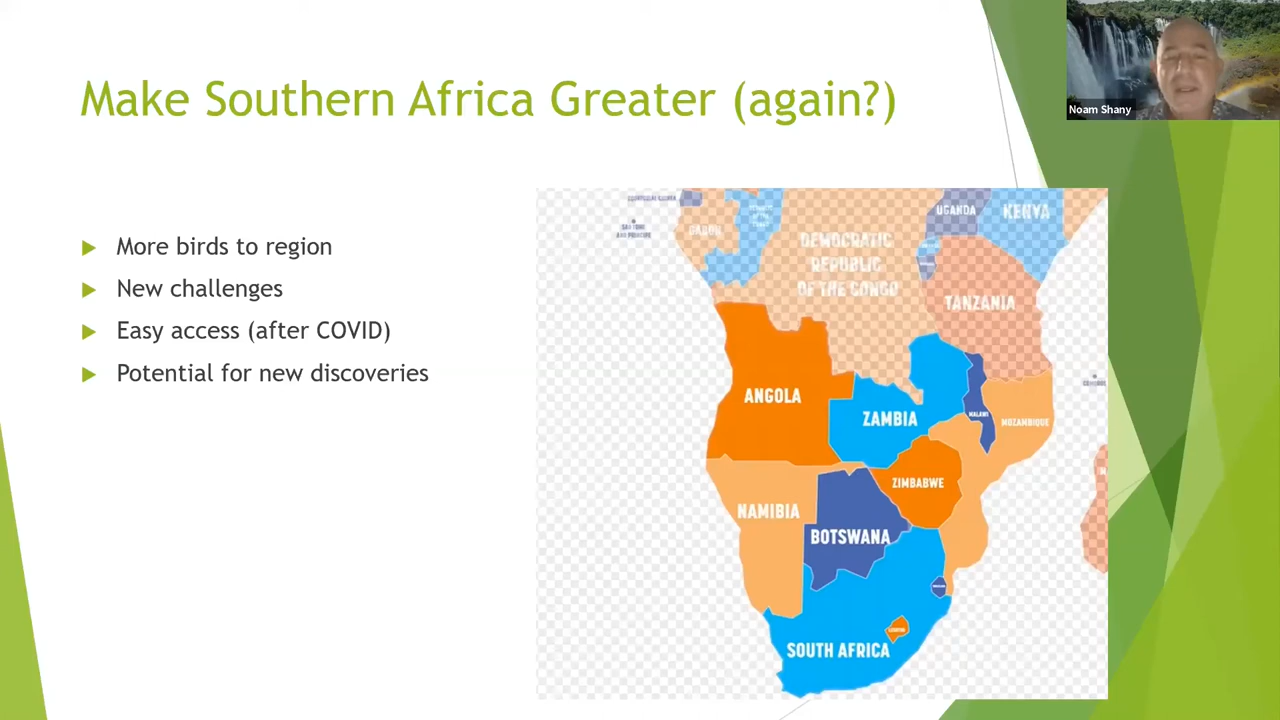 Make Southern Africa Greater (again?)
Noam Shany
More birds to region
New challenges
Easy access (after COVID)
Potential for new discoveries
GABON
DEMOCRATIC
REPUBLIC
OF THE CONGO
UGANDA
KENYA
TANZANIA
ANGOLA
ZAMBIA
MALAWI
MOZAMBIQUE
ZIMBABWE
NAMIBIA
BOTSWANA
SOUTH AFRICA